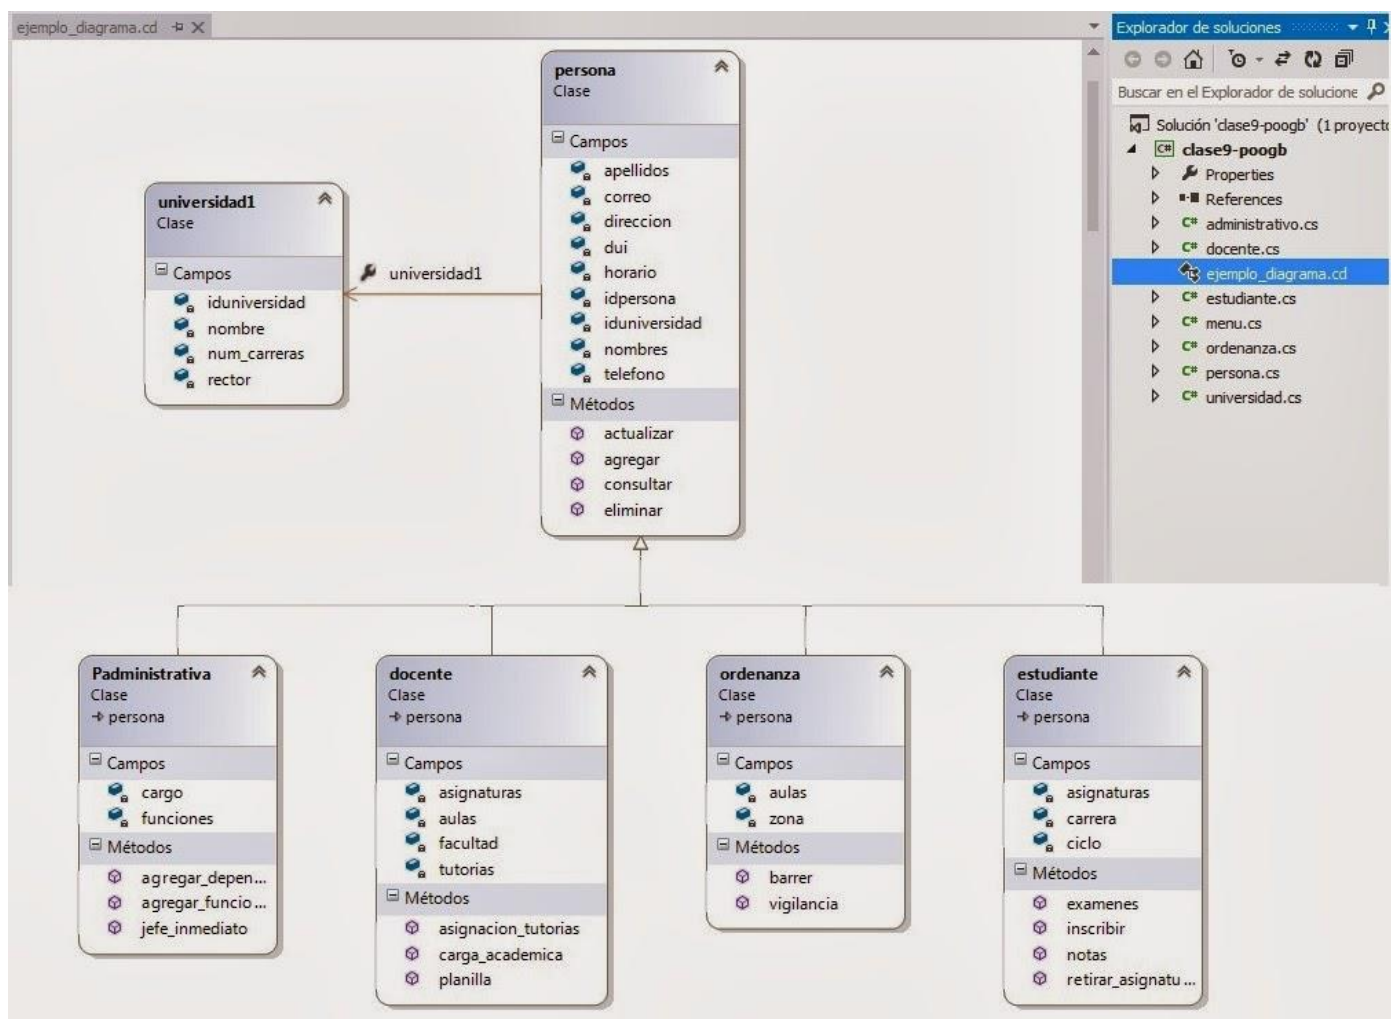 ejemplo_diagrama.cd
universidad1
Clase
Campos
iduniversidad
nombre
num_carreras
rector
universidad1
persona
Clase
Campos
apellidos
correo
direccion
dui
horario
idpersona
iduniversidad
nombres
telefono
Métodos
actualizar
agregar
consultar
eliminar
Padministrativa
Clase
persona
Campos
cargo
funciones
Métodos
agregar_depen...
agregar_funcio...
jefe_inmediato
docente
Clase
persona
Campos
asignaturas
aulas
facultad
tutorias
Métodos
asignacion_tutorias
carga_academica
planilla
ordenanza
Clase
persona
Campos
aulas
zona
Métodos
barrer
vigilancia
estudiante
Clase
persona
Campos
asignaturas
carrera
ciclo
Métodos
examenes
inscribir
notas
retirar_asignatu...
Explorador de soluciones
Buscar en el Explorador de solucione
Solución 'clase9-poogb' (1 proyecto
C# clase9-poogb
Properties
References
C# administrativo.cs
C# docente.cs
ejemplo_diagrama.cd
C# estudiante.cs
C# menu.cs
C# ordenanza.cs
C# persona.cs
C# universidad.cs